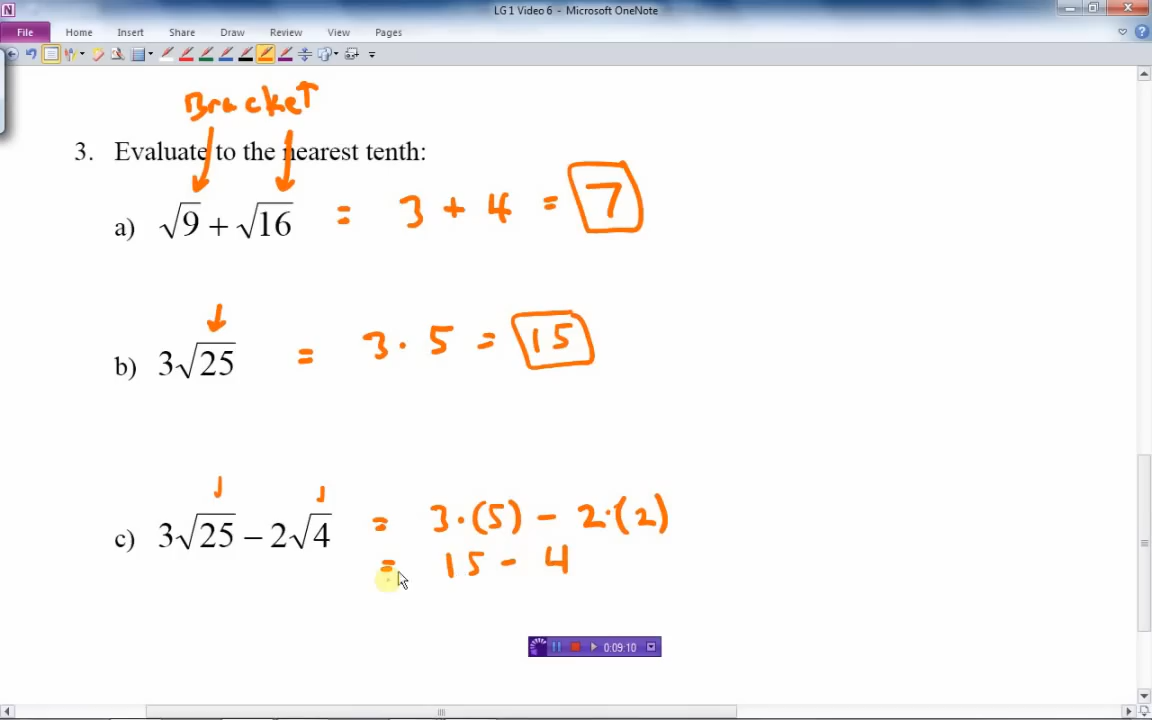 LG 1 Video 6 - Microsoft OneNote
File Home Insert Share Draw Review View Pages
Bracket
3. Evaluate to the nearest tenth:
a) √9 + √16 = 3 + 4 = 7
b) 3√25 = 3 · 5 = 15
c) 3√25 − 2√4 = 3·(5) − 2·(2)
= 15 − 4
0:09:10